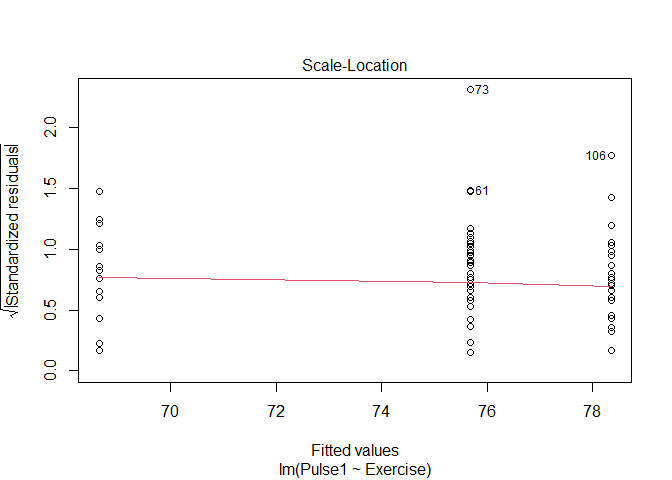 Scale-Location
√|Standardized residuals|
0.0 0.5 1.0 1.5 2.0
73
106
61
70 72 74 76 78
Fitted values
lm(Pulse1 ~ Exercise)